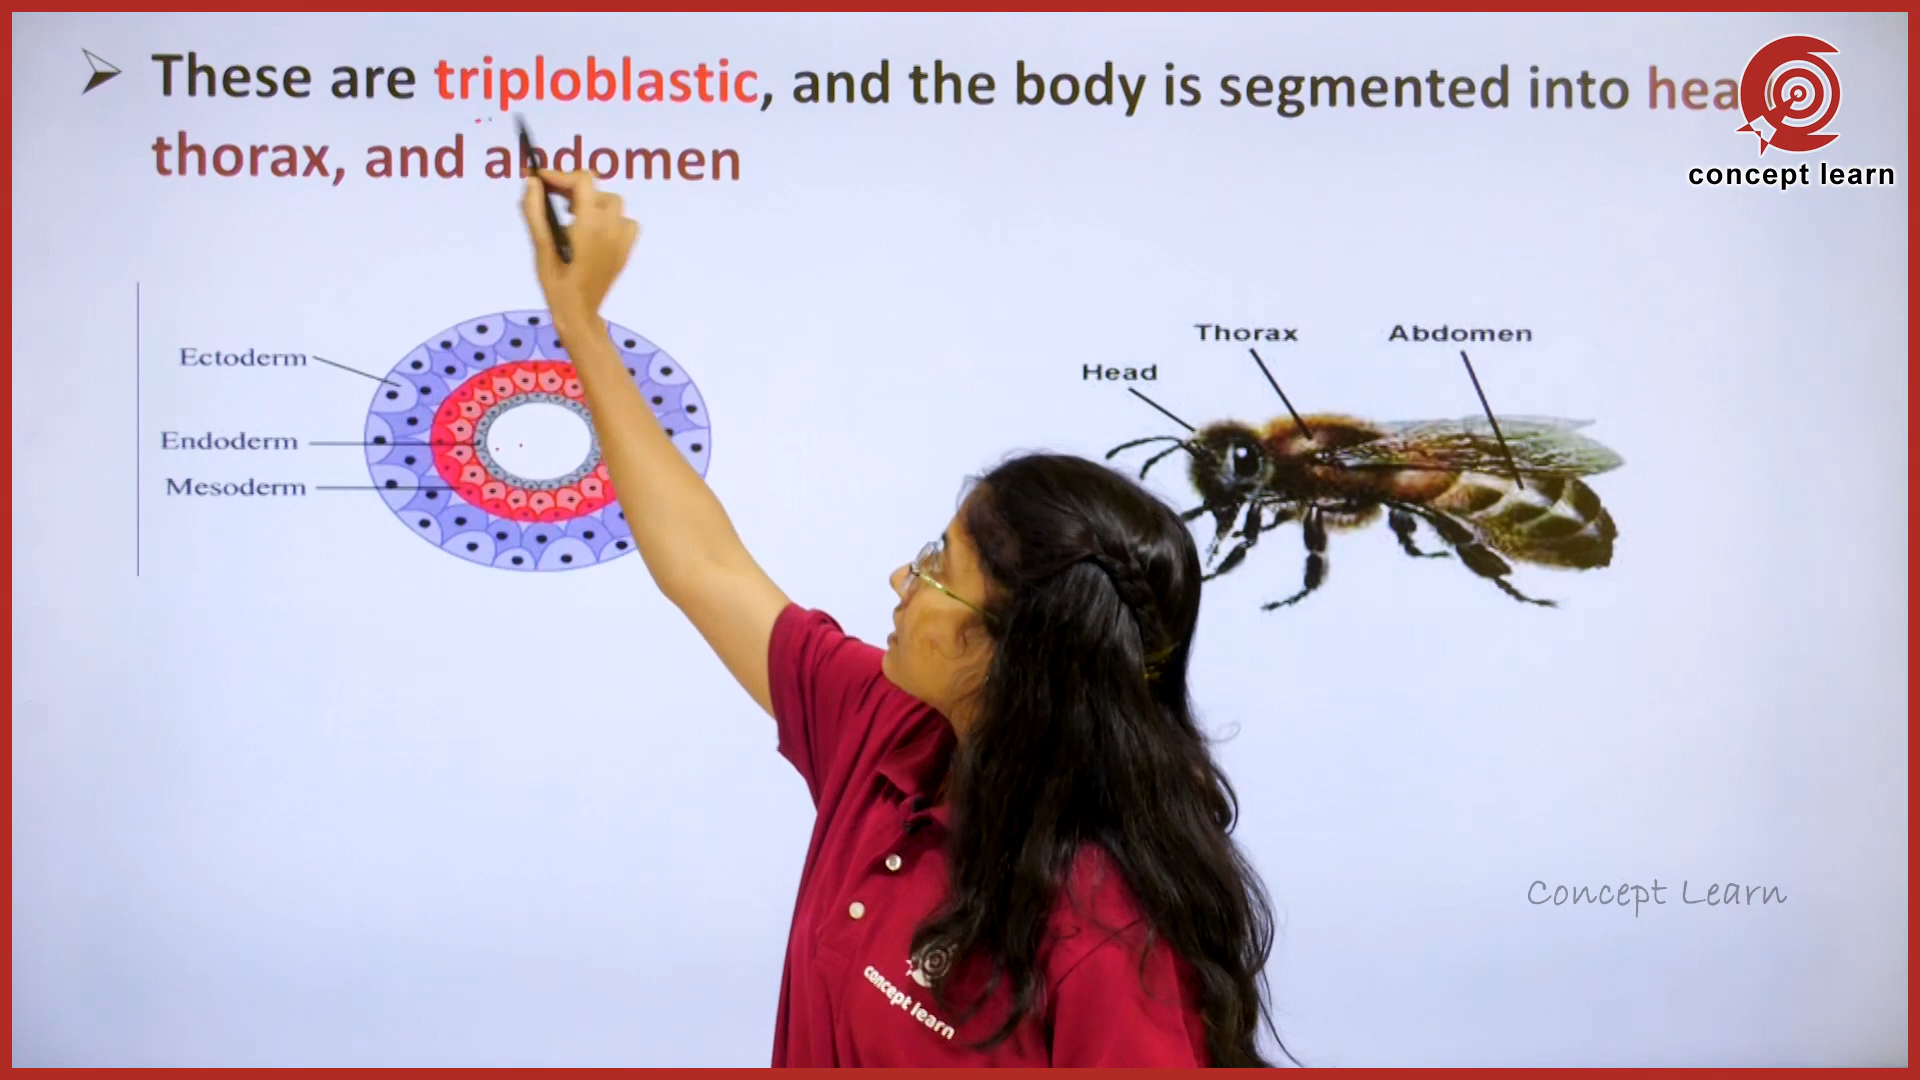 These are triploblastic, and the body is segmented into
thorax, and abdomen
concept learn
Ectoderm
Endoderm
Mesoderm
Head
Thorax
Abdomen
Concept Learn
concept learn